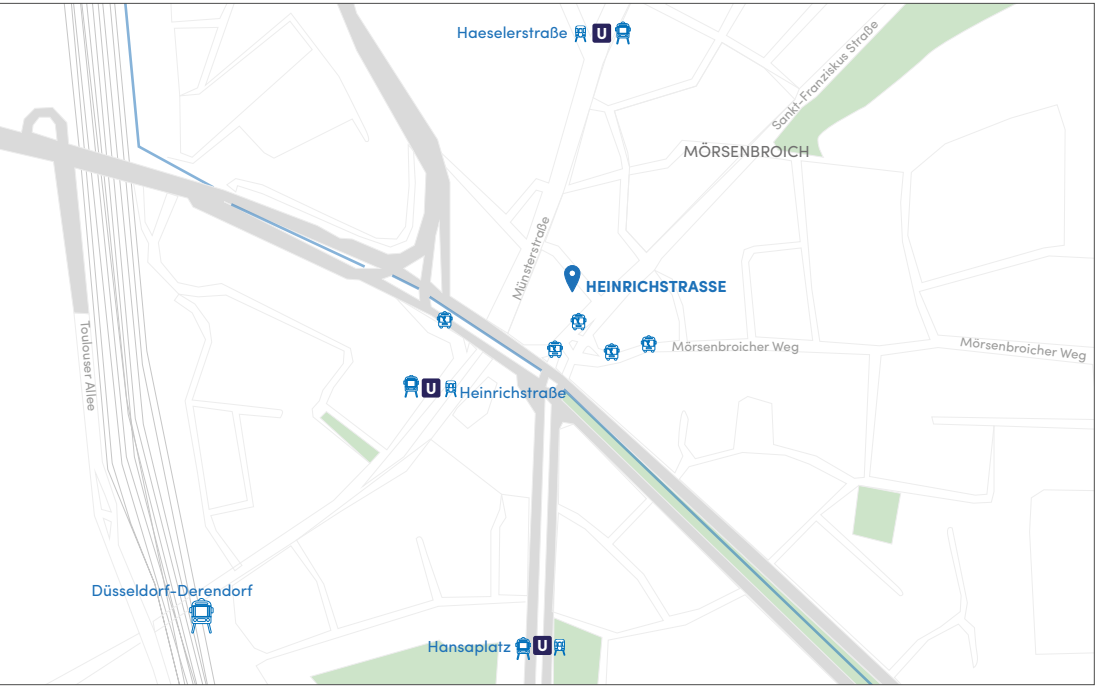 Haeselerstraße U
Sankt-Franziskus Straße
MÖRSENBROICH
Münsterstraße
HEINRICHSTRASSE
Toulouser Allee
Mörsenbroicher Weg
Mörsenbroicher Weg
U Heinrichstraße
Düsseldorf-Derendorf
Hansaplatz U